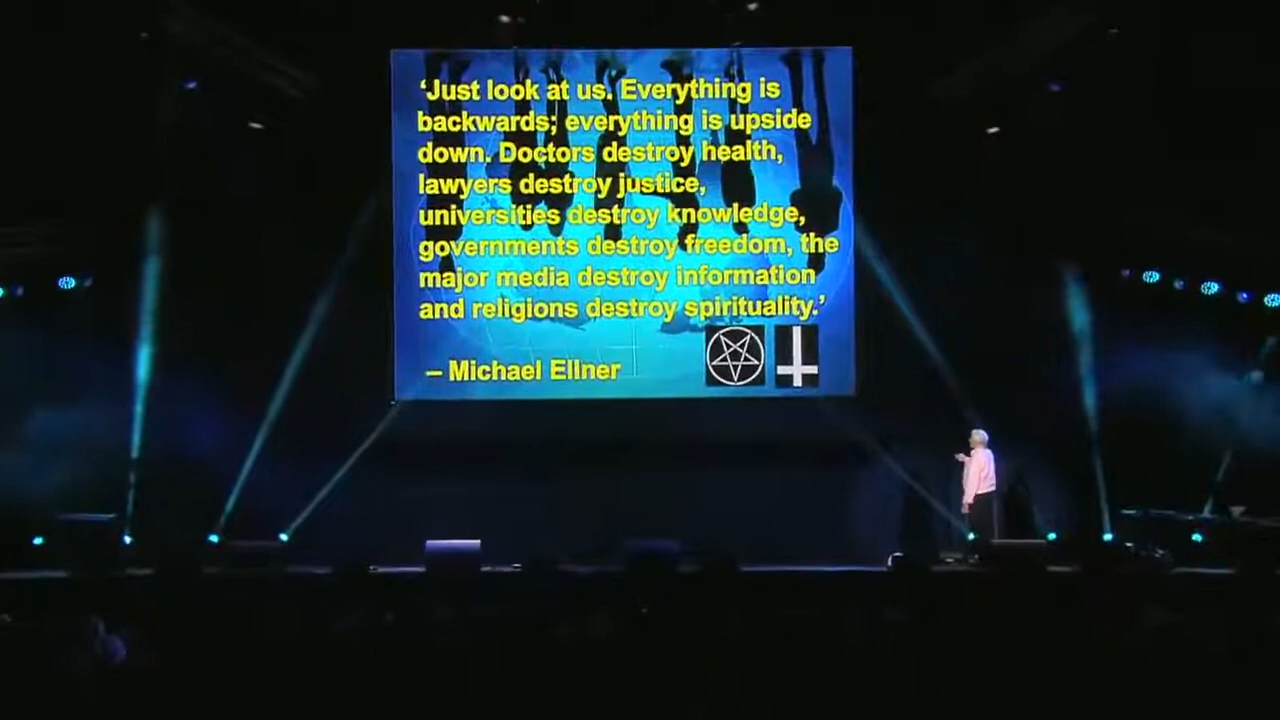 ‘Just look at us. Everything is
backwards; everything is upside
down. Doctors destroy health,
lawyers destroy justice,
universities destroy knowledge,
governments destroy freedom, the
major media destroy information
and religions destroy spirituality.’
– Michael Ellner